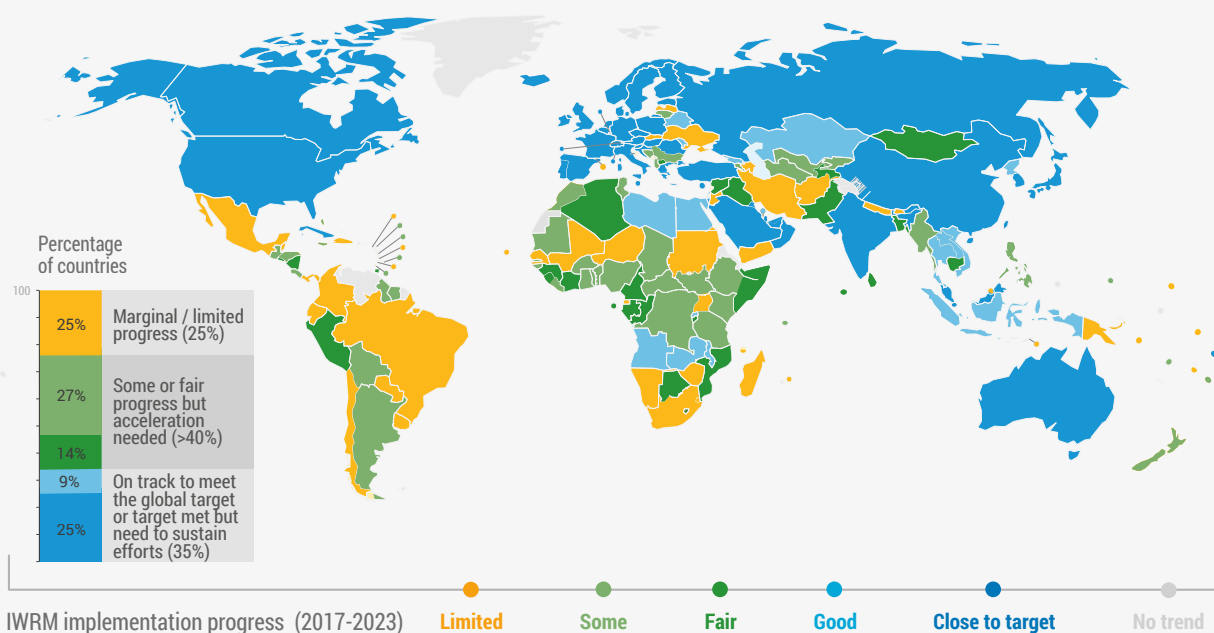 Percentage
of countries
100
25%
Marginal / limited
progress (25%)
27%
Some or fair
progress but
acceleration
needed (>40%)
14%
9%
On track to meet
the global target
or target met but
need to sustain
efforts (35%)
25%
IWRM implementation progress (2017-2023)
Limited
Some
Fair
Good
Close to target
No trend